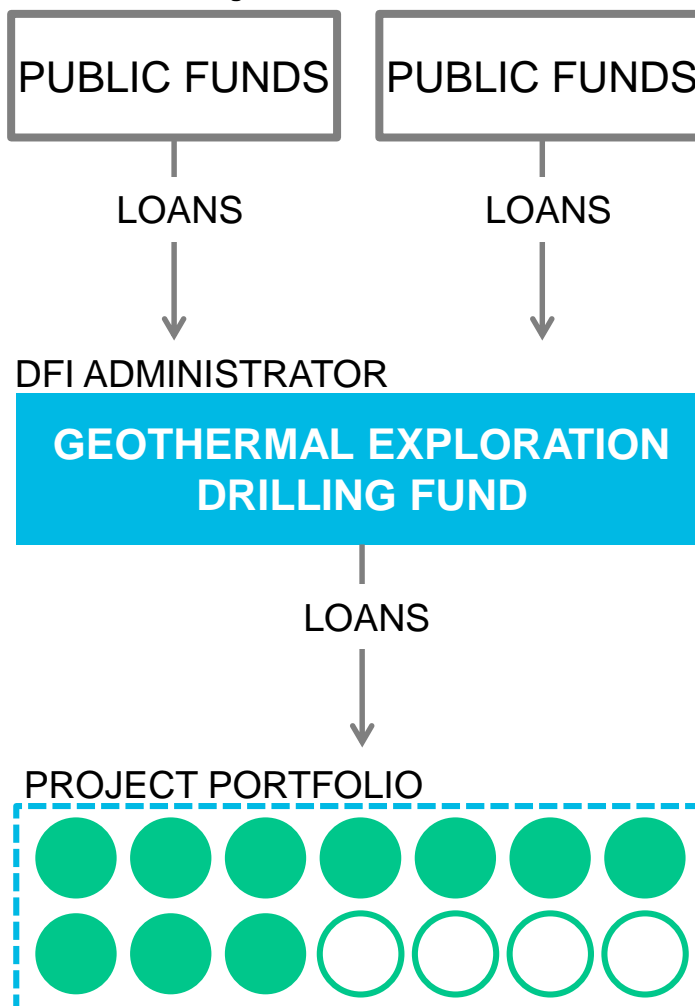 PUBLIC FUNDS
PUBLIC FUNDS
LOANS
LOANS
DFI ADMINISTRATOR
GEOTHERMAL EXPLORATION
DRILLING FUND
LOANS
PROJECT PORTFOLIO